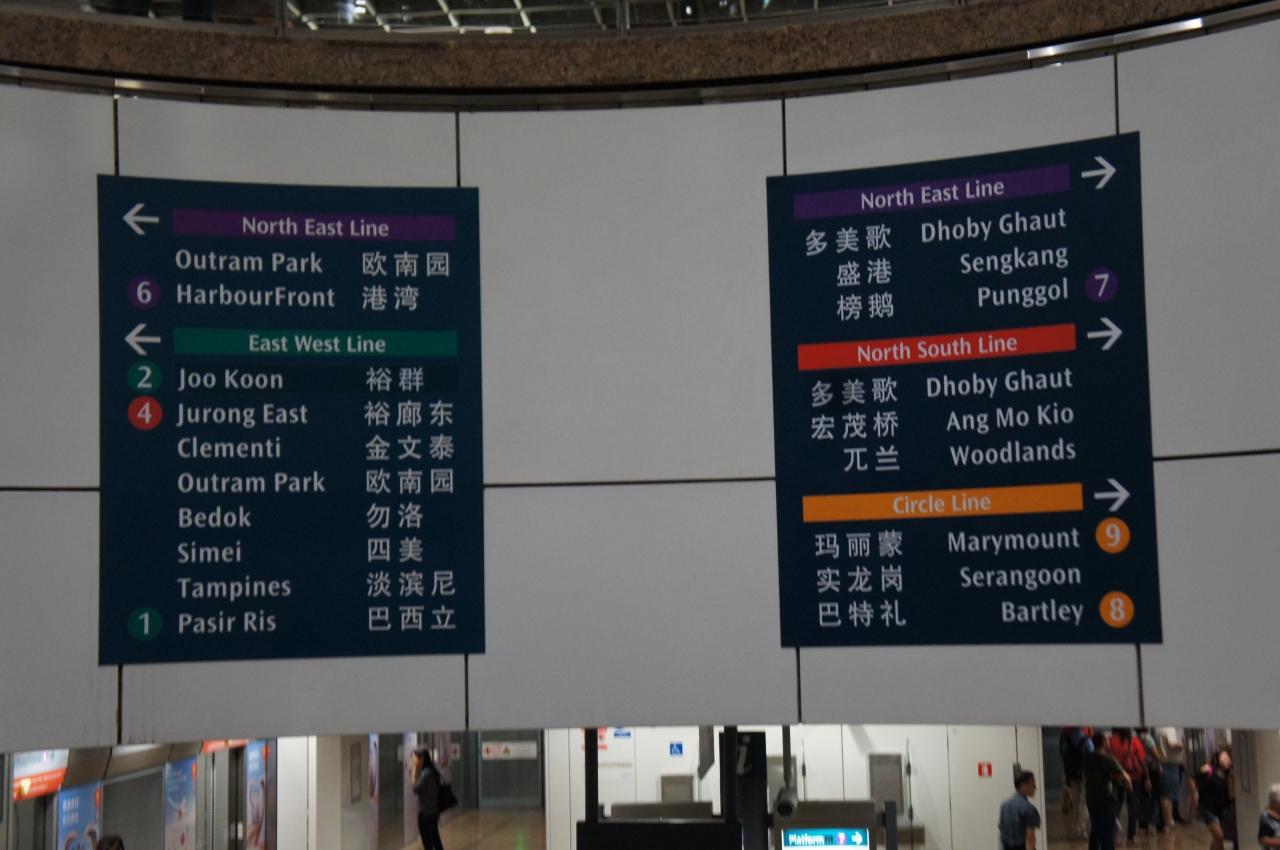 North East Line
Outram Park 欧南园
6 HarbourFront 港湾
East West Line
2 Joo Koon 裕群
4 Jurong East 裕廊东
Clementi 金文泰
Outram Park 欧南园
Bedok 勿洛
Simei 四美
Tampines 淡滨尼
1 Pasir Ris 巴西立
North East Line
多美歌 Dhoby Ghaut
盛港 Sengkang
榜鹅 Punggol 7
North South Line
多美歌 Dhoby Ghaut
宏茂桥 Ang Mo Kio
兀兰 Woodlands
Circle Line
玛丽蒙 Marymount 9
实龙岗 Serangoon
巴特礼 Bartley 8
Platform